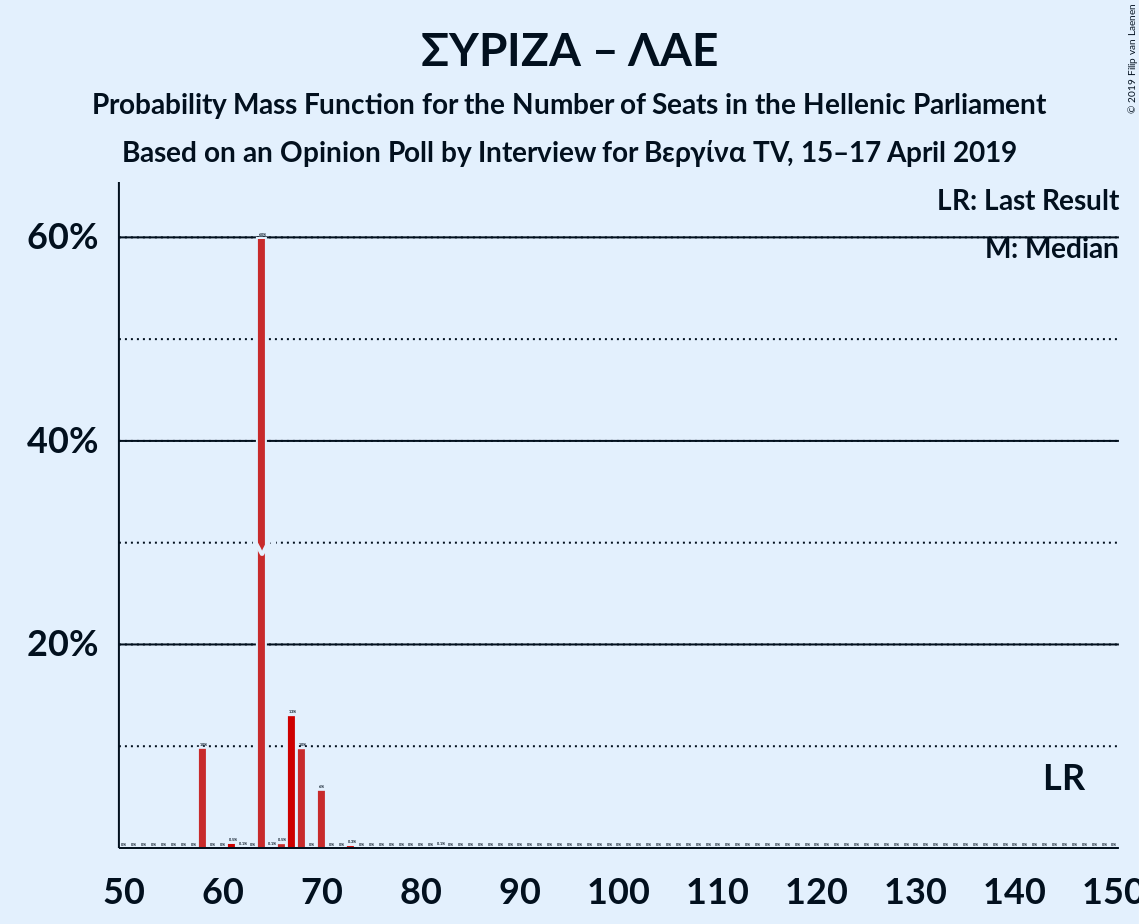 ΣΥΡΙΖΑ – ΛΑΕ
Probability Mass Function for the Number of Seats in the Hellenic Parliament
Based on an Opinion Poll by Interview for Βεργίνα TV, 15–17 April 2019
© 2019 Filip van Laenen
LR: Last Result
M: Median
60%
40%
20%
M
LR
50 60 70 80 90 100 110 120 130 140 150